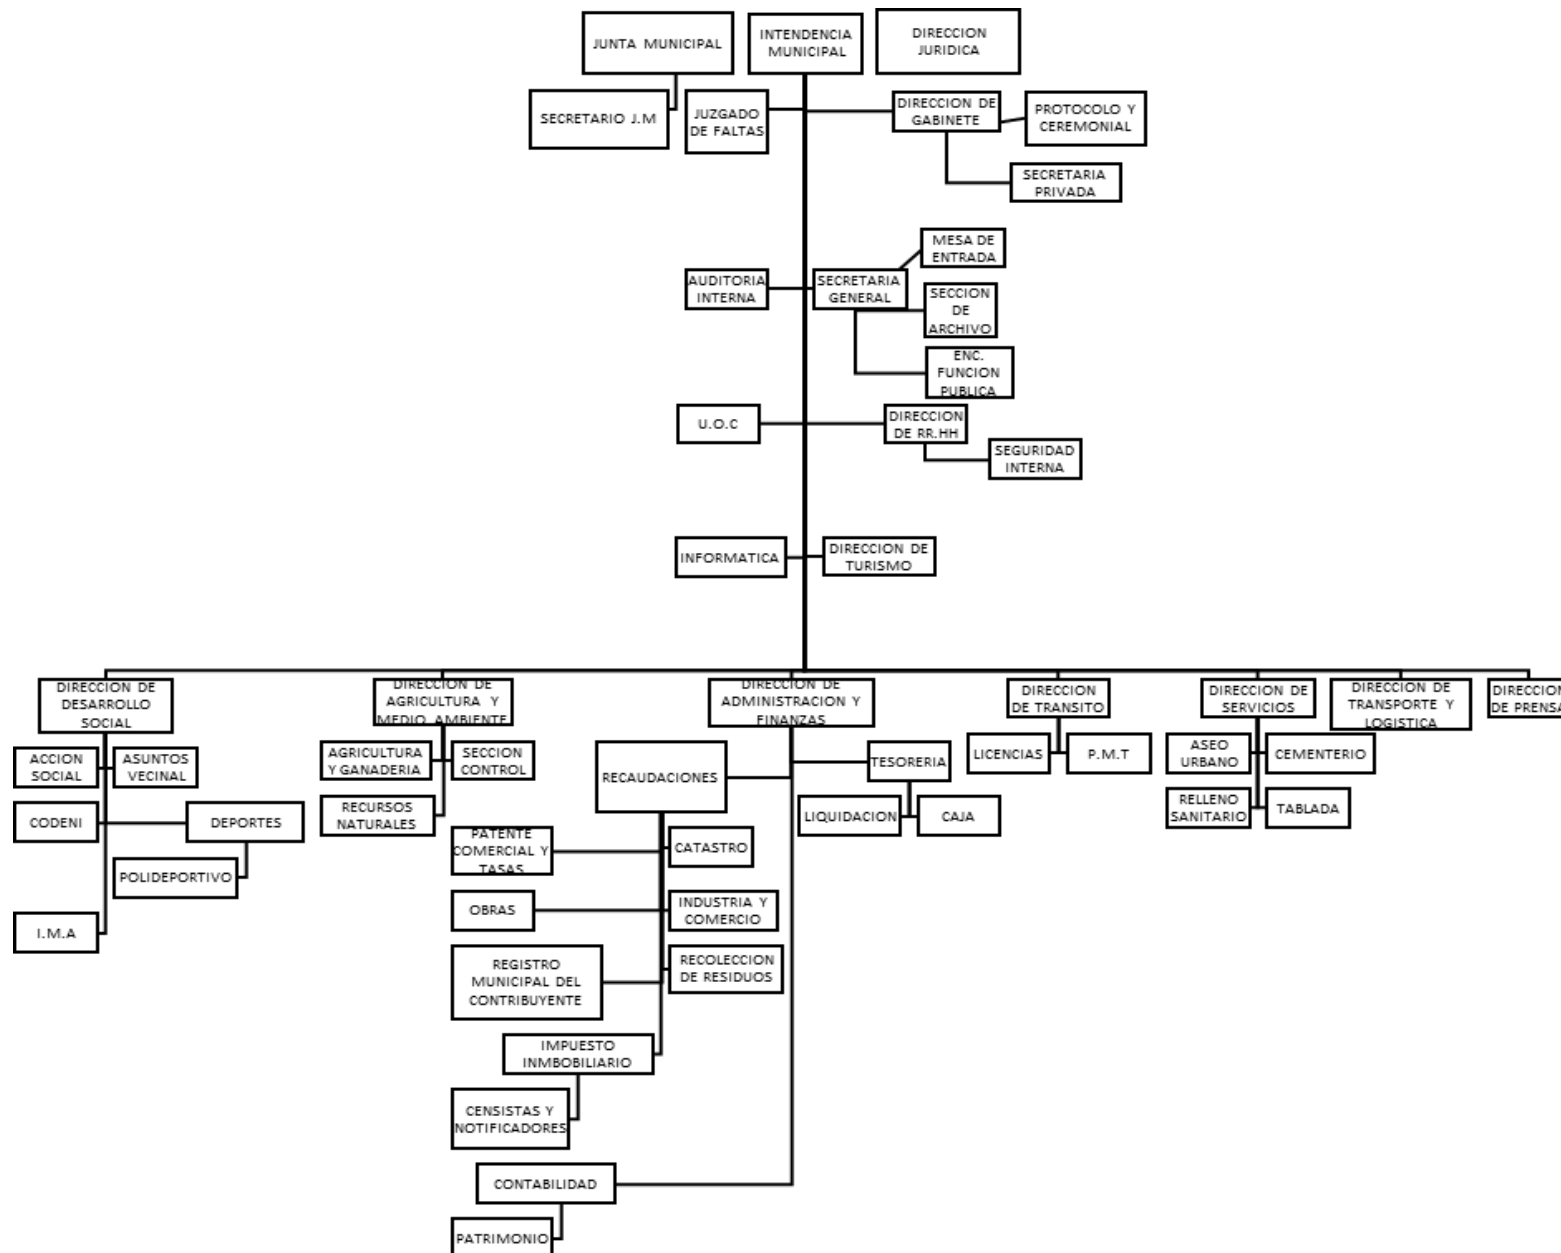 JUNTA MUNICIPAL
INTENDENCIA
MUNICIPAL
DIRECCION
JURIDICA
SECRETARIO J.M
JUZGADO
DE FALTAS
DIRECCION DE
GABINETE
PROTOCOLO Y
CEREMONIAL
SECRETARIA
PRIVADA
MESA DE
ENTRADA
AUDITORIA
INTERNA
SECRETARIA
GENERAL
SECCION
DE
ARCHIVO
ENC.
FUNCION
PUBLICA
U.O.C
DIRECCION
DE RR.HH
SEGURIDAD
INTERNA
INFORMATICA
DIRECCION DE
TURISMO
DIRECCION DE
DESARROLLO
SOCIAL
DIRECCION DE
AGRICULTURA Y
MEDIO AMBIENTE
DIRECCION DE
ADMINISTRACION Y
FINANZAS
DIRECCION
DE TRANSITO
DIRECCION DE
SERVICIOS
DIRECCION DE
TRANSPORTE Y
LOGISTICA
DIRECCION
DE PRENSA
ACCION
SOCIAL
ASUNTOS
VECINAL
CODENI
DEPORTES
POLIDEPORTIVO
I.M.A
AGRICULTURA
Y GANADERIA
SECCION
CONTROL
RECURSOS
NATURALES
RECAUDACIONES
TESORERIA
LIQUIDACION
CAJA
PATENTE
COMERCIAL Y
TASAS
CATASTRO
OBRAS
INDUSTRIA Y
COMERCIO
REGISTRO
MUNICIPAL DEL
CONTRIBUYENTE
RECOLECCION
DE RESIDUOS
IMPUESTO
INMBOBILIARIO
CENSISTAS Y
NOTIFICADORES
CONTABILIDAD
PATRIMONIO
LICENCIAS
P.M.T
ASEO
URBANO
CEMENTERIO
RELLENO
SANITARIO
TABLADA